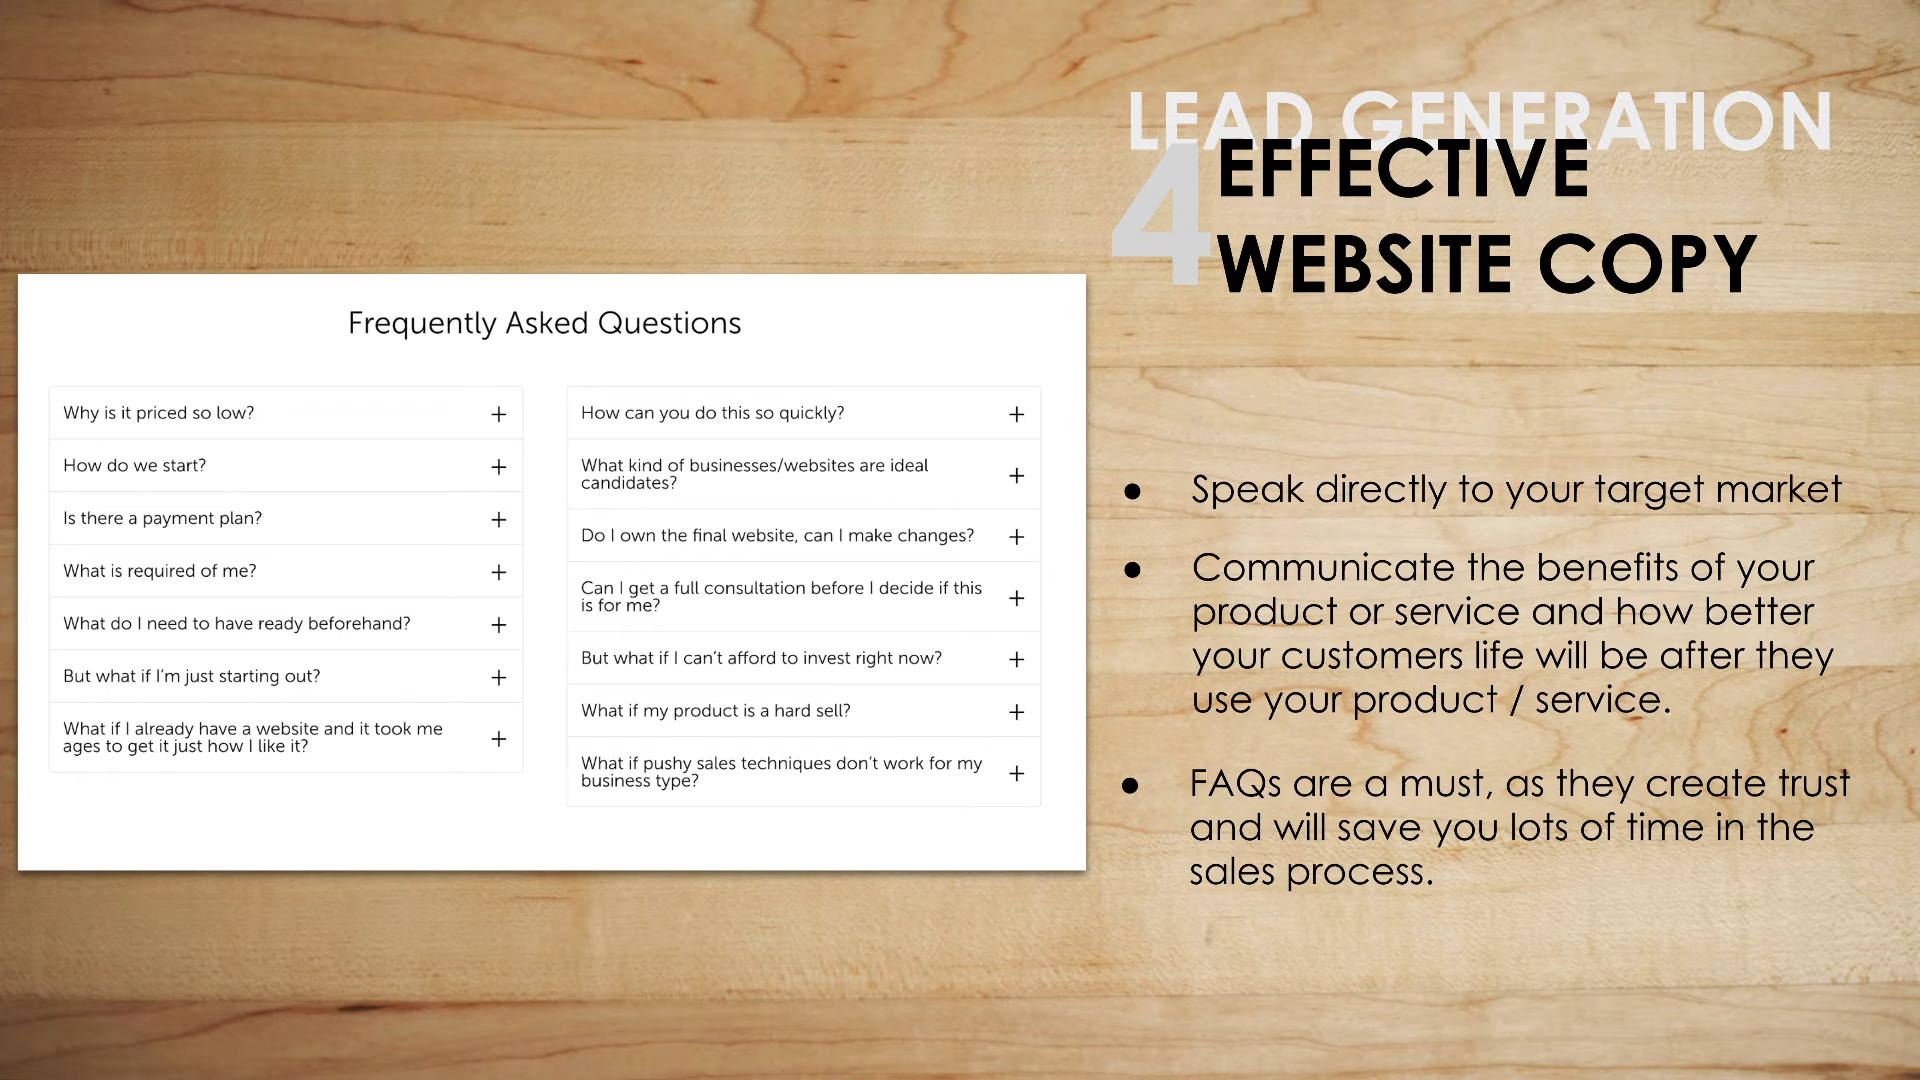 LEAD GENERATION
4
EFFECTIVE
WEBSITE COPY
Frequently Asked Questions
Why is it priced so low? +
How do we start? +
Is there a payment plan? +
What is required of me? +
What do I need to have ready beforehand? +
But what if I'm just starting out? +
What if I already have a website and it took me
ages to get it just how I like it? +
How can you do this so quickly? +
What kind of businesses/websites are ideal
candidates? +
Do I own the final website, can I make changes? +
Can I get a full consultation before I decide if this
is for me? +
But what if I can't afford to invest right now? +
What if my product is a hard sell? +
What if pushy sales techniques don't work for my
business type? +
● Speak directly to your target market
● Communicate the benefits of your
product or service and how better
your customers life will be after they
use your product / service.
● FAQs are a must, as they create trust
and will save you lots of time in the
sales process.